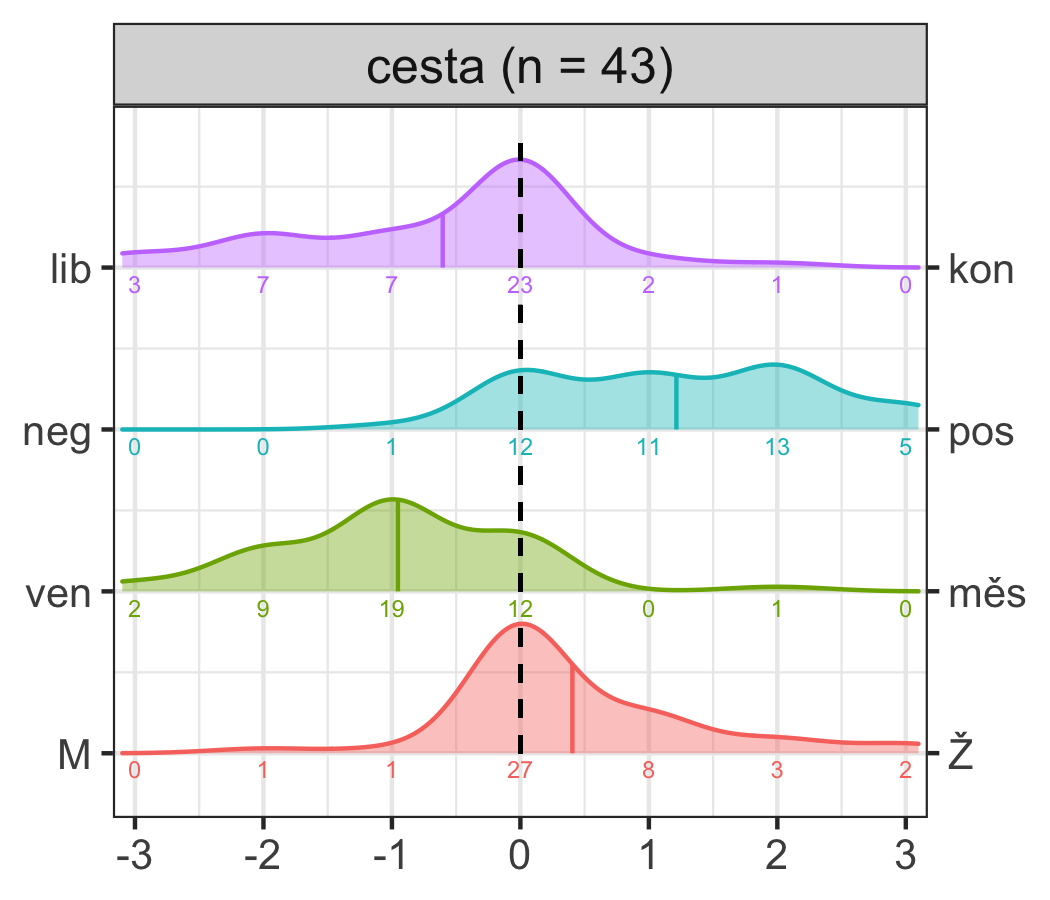 cesta (n = 43)
lib kon
3 7 7 23 2 1 0
neg pos
0 0 1 12 11 13 5
ven měs
2 9 19 12 0 1 0
M Ž
0 1 1 27 8 3 2
-3 -2 -1 0 1 2 3